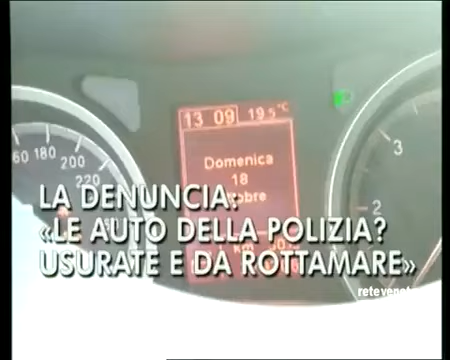 13 09 19.5°C
Domenica
18
60 180
200
220
3
2
LA DENUNCIA:
«LE AUTO DELLA POLIZIA?
USURATE E DA ROTTAMARE»
km